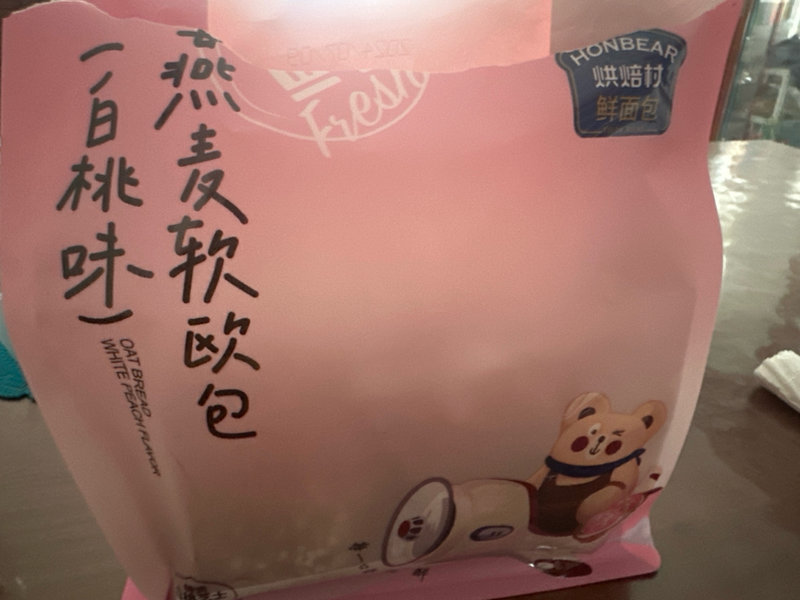 燕麦软欧包
(白桃味)
OAT BREAD
WHITE PEACH FLAVOR
Fresh
HONBEAR
烘焙村
鲜面包